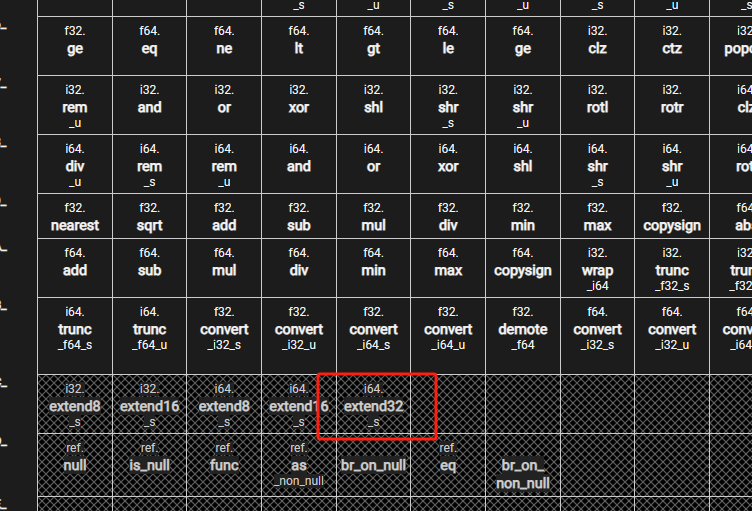 _s _u _s _u _s _u _s
f32. f64. f64. f64. f64. f64. f64. i32. i32. i32
ge eq ne lt gt le ge clz ctz popc
i32. i32. i32. i32. i32. i32. i32. i32. i32. i64
rem and or xor shl shr shr rotl rotr clz
_u _s _u
i64. i64. i64. i64. i64. i64. i64. i64. i64. i64
div rem rem and or xor shl shr shr rot
_u _s _u _s _u
f32. f32. f32. f32. f32. f32. f32. f32. f32. f64
nearest sqrt add sub mul div min max copysign abs
f64. f64. f64. f64. f64. f64. f64. i32. i32. i32
add sub mul div min max copysign wrap trunc trun
_i64 _f32_s _f32
i64. i64. f32. f32. f32. f32. f32. f64. f64. f64
trunc trunc convert convert convert convert demote convert convert conv
_f64_s _f64_u _i32_s _i32_u _i64_s _i64_u _f64 _i32_s _i32_u _i64
i32. i32. i64. i64. i64.
extend8 extend16 extend8 extend16 extend32
_s _s _s _s _s
ref. ref. ref. ref. ref.
null is_null func as br_on_null eq br_on_
_non_null non_null